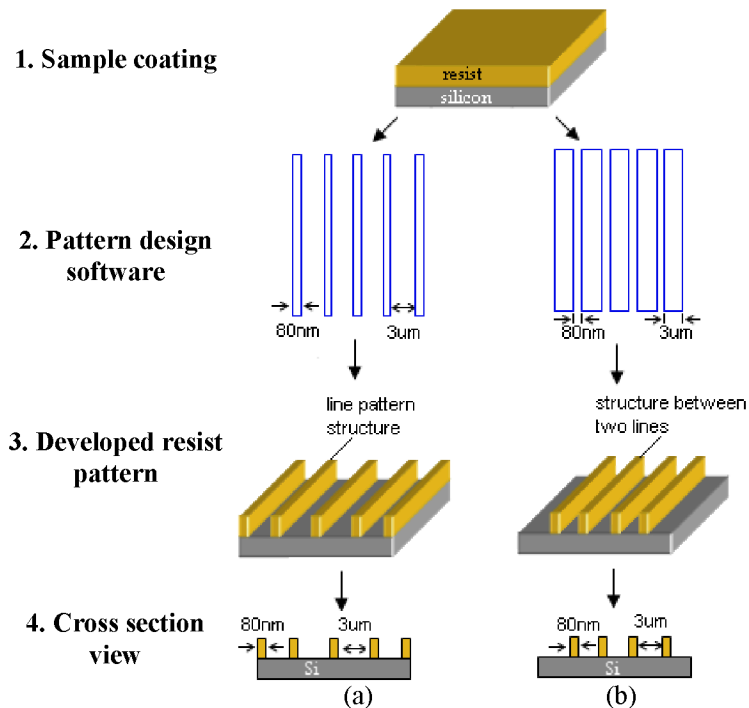 1. Sample coating
resist
silicon
2. Pattern design
software
80nm
3um
80nm
3um
line pattern
structure
structure between
two lines
3. Developed resist
pattern
4. Cross section
view
80nm
3um
Si
80nm
3um
Si
(a)
(b)